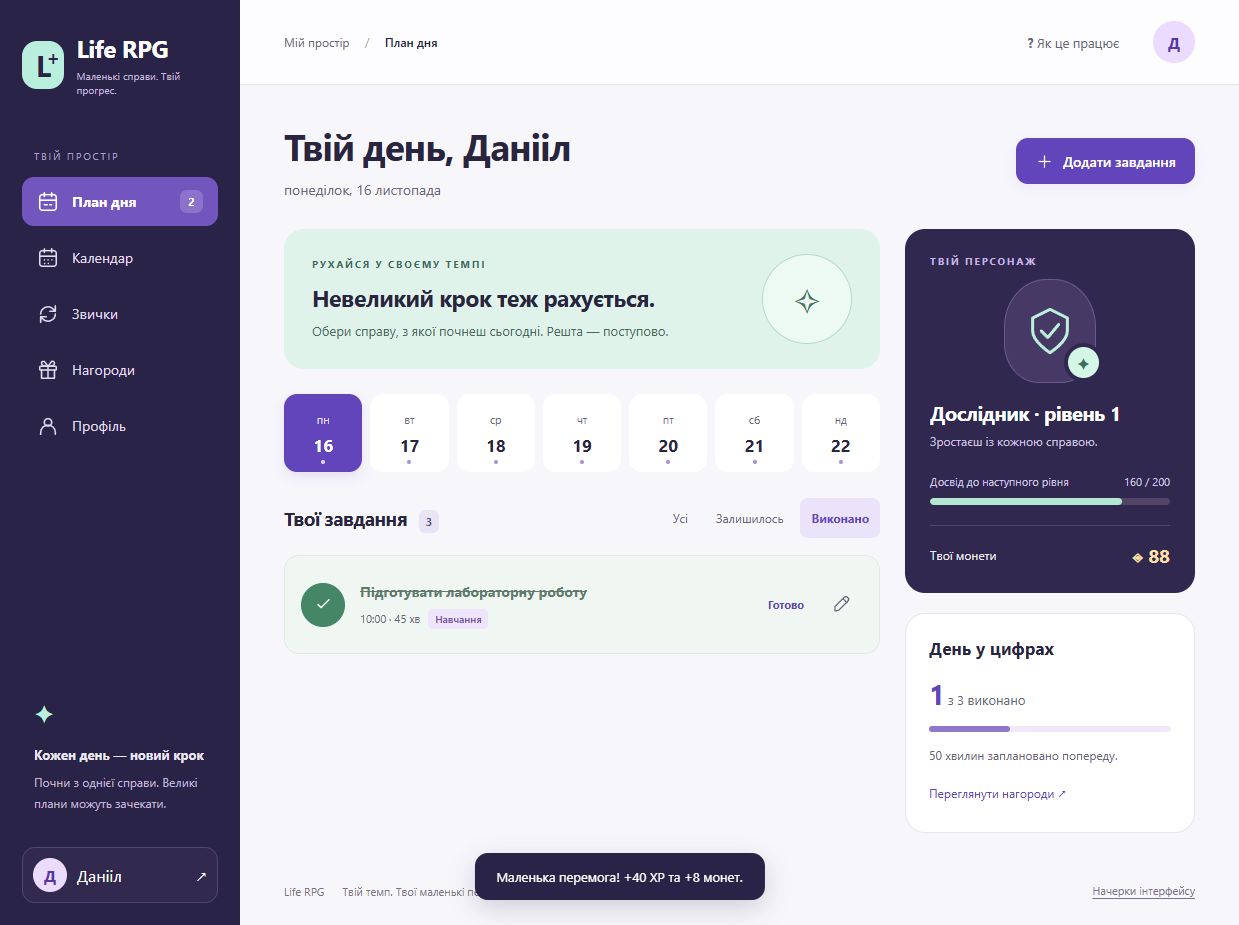 L+
Life RPG
Маленькі справи. Твій
прогрес.
ТВІЙ ПРОСТІР
План дня 2
Календар
Звички
Нагороди
Профіль
Кожен день — новий крок
Почни з однієї справи. Великі
плани можуть зачекати.
Д Данііл ↗
Мій простір / План дня
? Як це працює Д
Твій день, Данііл
понеділок, 16 листопада
+ Додати завдання
РУХАЙСЯ У СВОЄМУ ТЕМПІ
Невеликий крок теж рахується.
Обери справу, з якої почнеш сьогодні. Решта — поступово.
пн вт ср чт пт сб нд
16 17 18 19 20 21 22
Твої завдання 3 Усі Залишилось Виконано
Підготувати лабораторну роботу
10:00 · 45 хв Навчання
Готово
ТВІЙ ПЕРСОНАЖ
Дослідник · рівень 1
Зростаєш із кожною справою.
Досвід до наступного рівня 160 / 200
Твої монети 88
День у цифрах
1 з 3 виконано
50 хвилин заплановано попереду.
Переглянути нагороди ↗
Маленька перемога! +40 XP та +8 монет.
Life RPG Твій темп. Твої маленькі
Начерки інтерфейсу